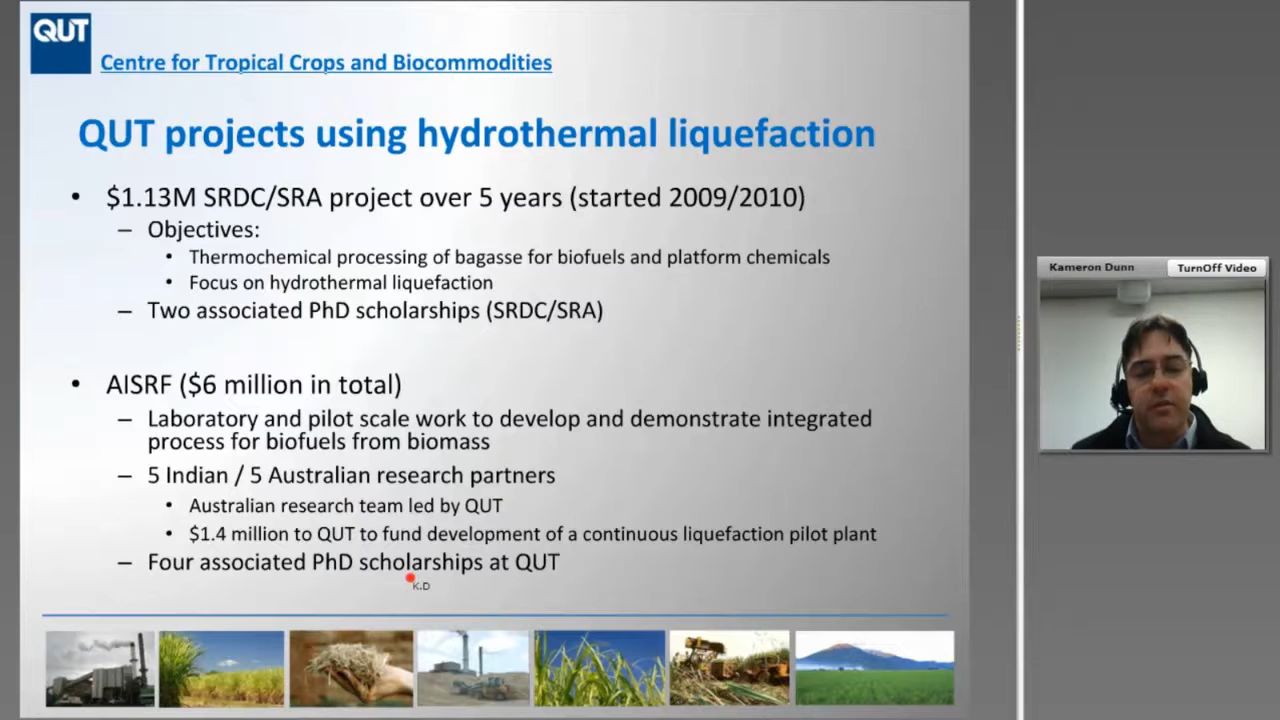 QUT
Centre for Tropical Crops and Biocommodities
QUT projects using hydrothermal liquefaction
• $1.13M SRDC/SRA project over 5 years (started 2009/2010)
– Objectives:
• Thermochemical processing of bagasse for biofuels and platform chemicals
• Focus on hydrothermal liquefaction
– Two associated PhD scholarships (SRDC/SRA)
• AISRF ($6 million in total)
– Laboratory and pilot scale work to develop and demonstrate integrated
process for biofuels from biomass
– 5 Indian / 5 Australian research partners
• Australian research team led by QUT
• $1.4 million to QUT to fund development of a continuous liquefaction pilot plant
– Four associated PhD scholarships at QUT
K.D
Kameron Dunn
TurnOff Video